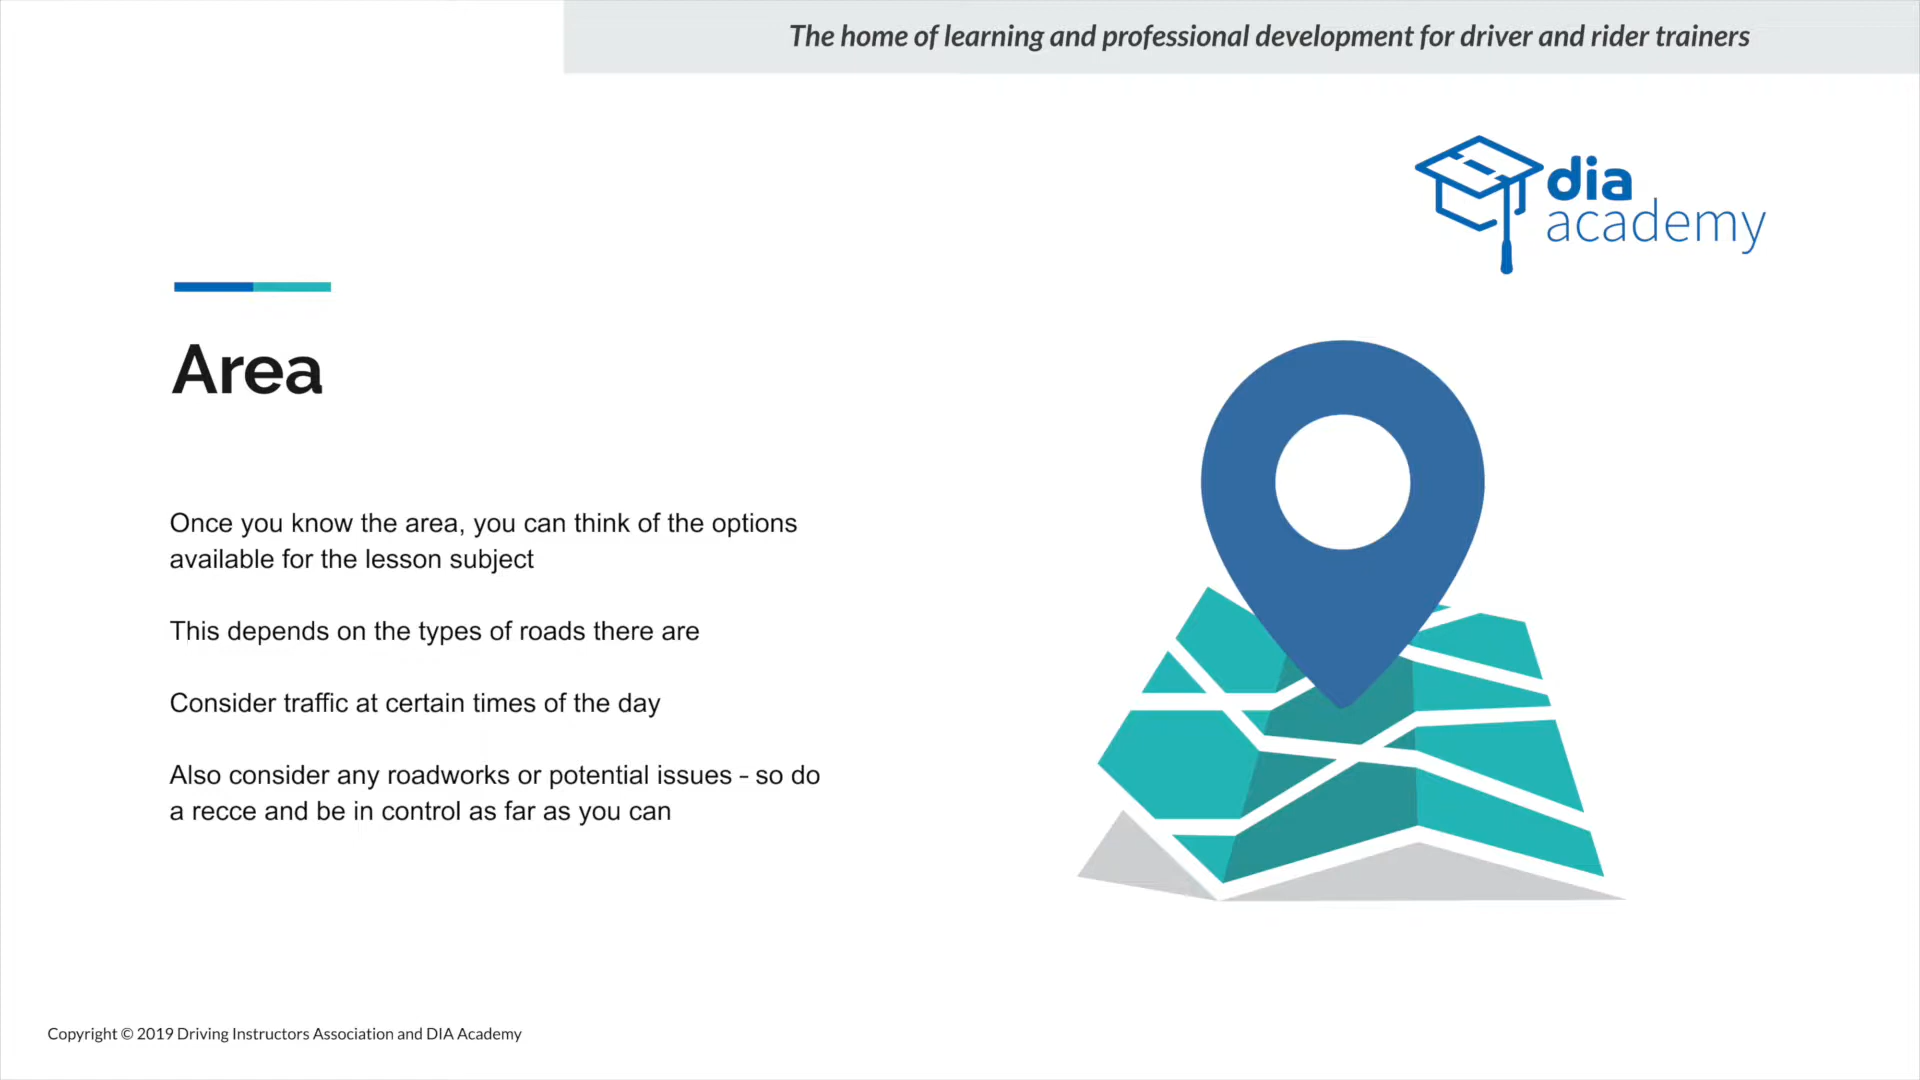 The home of learning and professional development for driver and rider trainers
dia
academy
Area
Once you know the area, you can think of the options
available for the lesson subject
This depends on the types of roads there are
Consider traffic at certain times of the day
Also consider any roadworks or potential issues - so do
a recce and be in control as far as you can
Copyright © 2019 Driving Instructors Association and DIA Academy